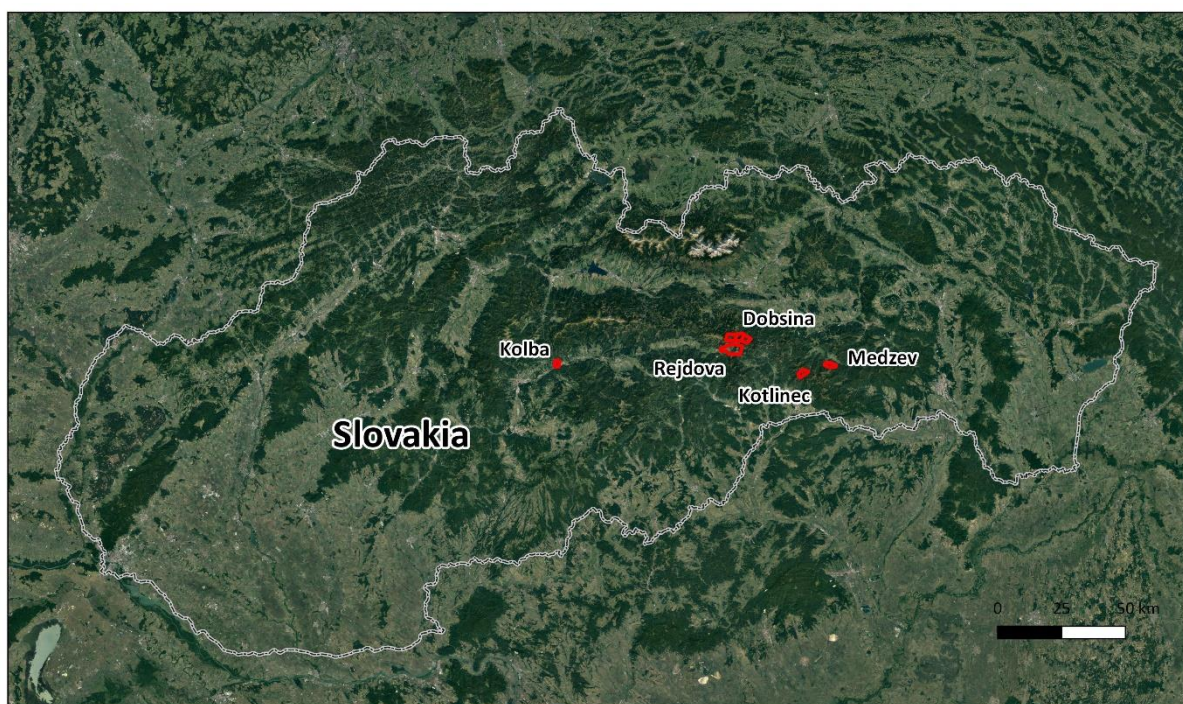 Dobsina
Kolba
Rejdova
Medzev
Kotlinec
Slovakia
0 25 50 km